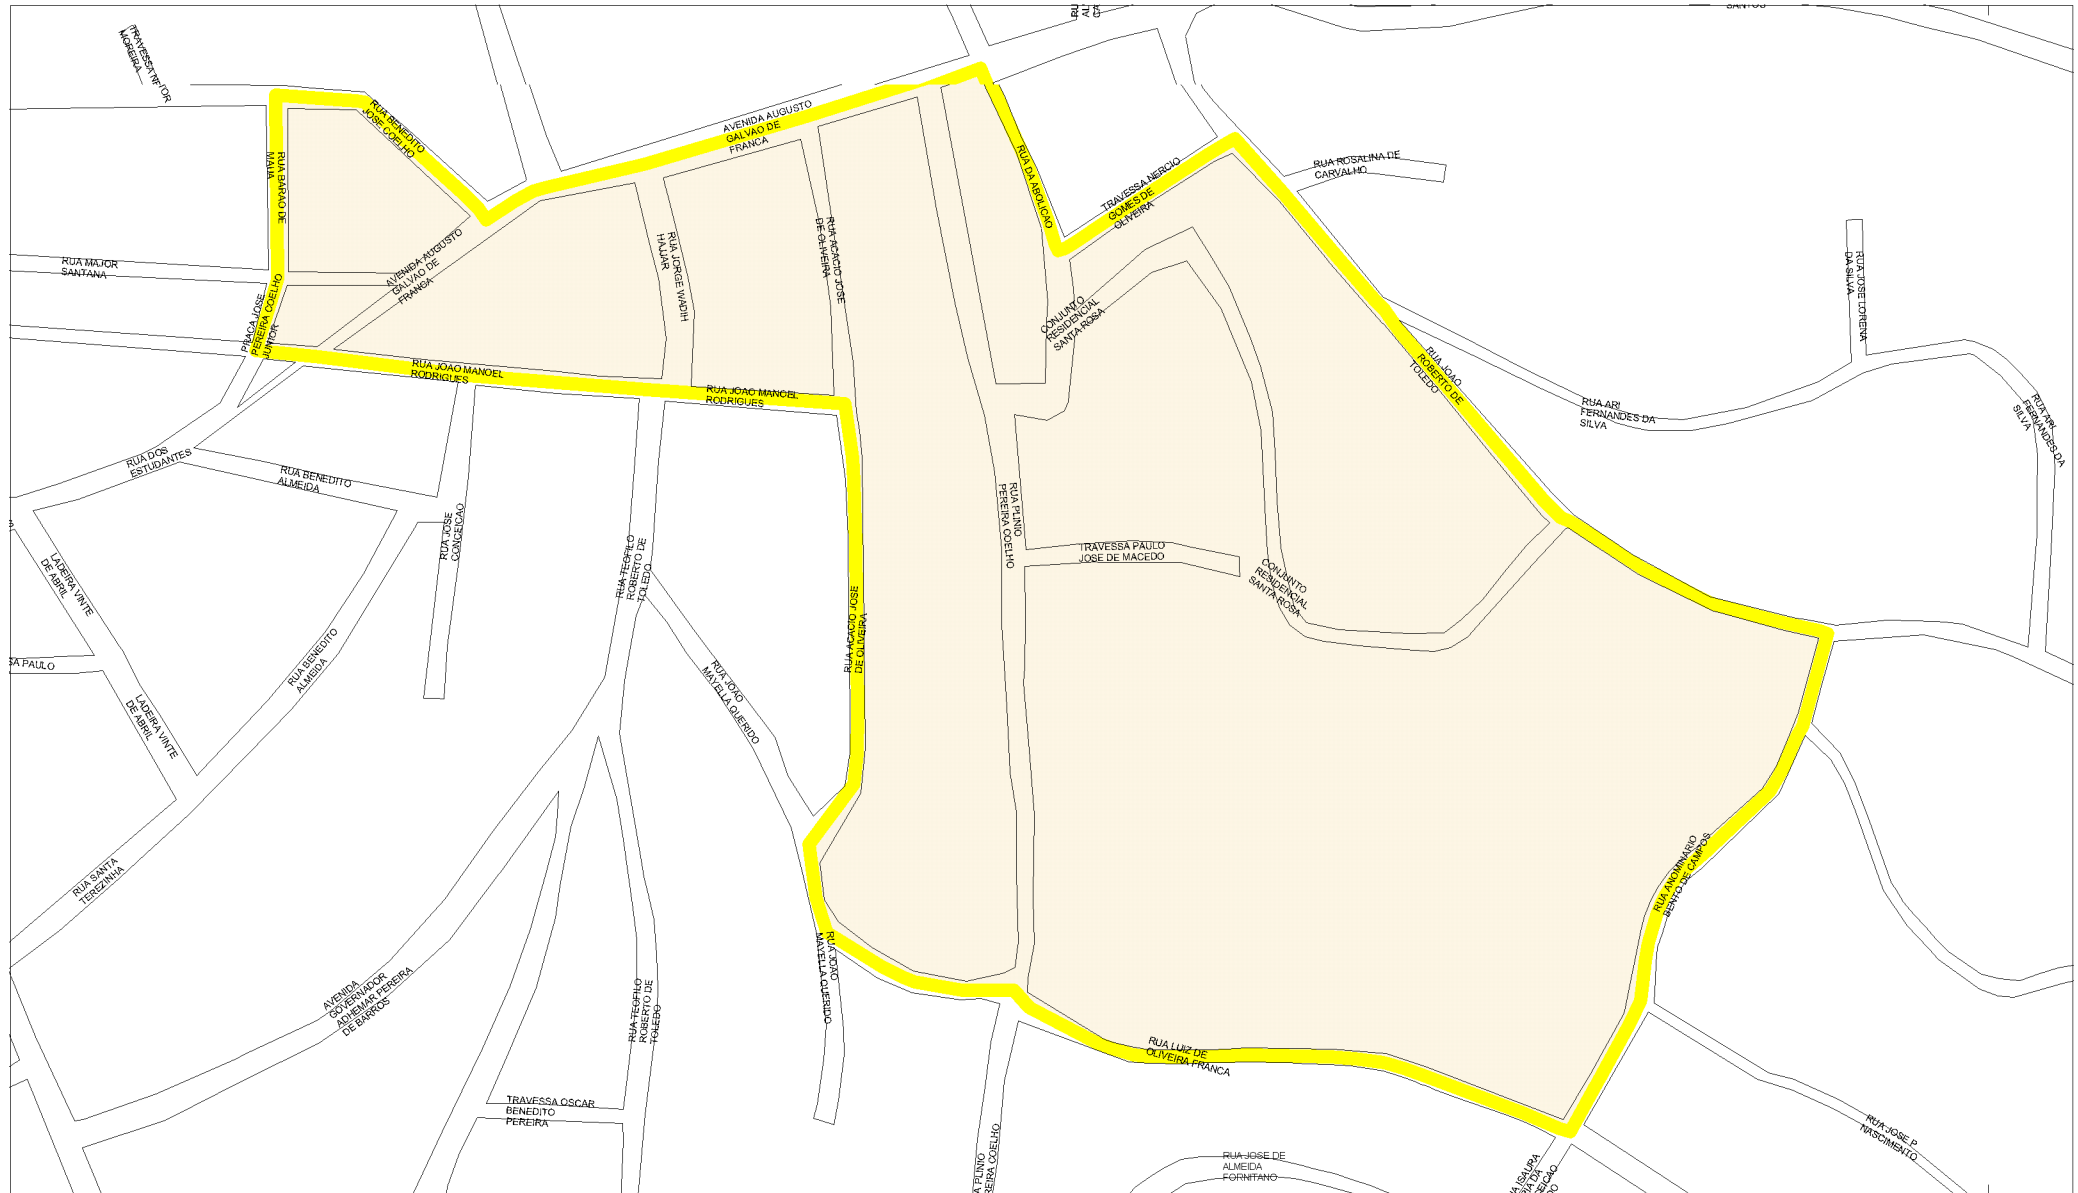 SANTOS
TRAVESSA NESTOR
MOREIRA
RUA BENEDITO
JOSE COELHO
AVENIDA AUGUSTO
GALVAO DE
FRANCA
RUA BARAO DE
MAUA
RUA DA ABOLICAO
TRAVESSA NERCIO
GOMES DE
OLIVEIRA
RUA ROSALINA DE
CARVALHO
RUA MAJOR
SANTANA
AVENIDA AUGUSTO
GALVAO DE
FRANCA
RUA JORGE WADIH
HAJJAR
RUA ACACIO JOSE
DE OLIVEIRA
RUA JOSE LORENA
DA SILVA
PRACA JOSE
PEREIRA COELHO
JUNIOR
CONJUNTO
RESIDENCIAL
SANTA ROSA
RUA JOAO MANOEL
RODRIGUES
RUA JOAO MANOEL
RODRIGUES
RUA JOAO
ROBERTO DE
TOLEDO
RUA ARI
FERNANDES DA
SILVA
RUA ARI
FERNANDES DA
SILVA
RUA DOS
ESTUDANTES
RUA BENEDITO
ALMEIDA
RUA JOSE
CONCEICAO
RUA PLINIO
PEREIRA COELHO
LADEIRA VINTE
DE ABRIL
RUA TEOFILO
ROBERTO DE
TOLEDO
TRAVESSA PAULO
JOSE DE MACEDO
CONJUNTO
RESIDENCIAL
SANTA ROSA
RUA ACACIO JOSE
DE OLIVEIRA
SA PAULO
RUA BENEDITO
ALMEIDA
RUA JOAO
MAYELLA QUERIDO
LADEIRA VINTE
DE ABRIL
RUA SANTA
TEREZINHA
RUA ANOMINARIO
BENTO DE CAMPOS
AVENIDA
GOVERNADOR
ADHEMAR PEREIRA
DE BARROS
RUA TEOFILO
ROBERTO DE
TOLEDO
RUA JOAO
MAYELLA QUERIDO
RUA LUIZ DE
OLIVEIRA FRANCA
TRAVESSA OSCAR
BENEDITO
PEREIRA
A PLINIO
REIRA COELHO
RUA JOSE DE
ALMEIDA
FORNITANO
RUA JOSE P
NASCIMENTO